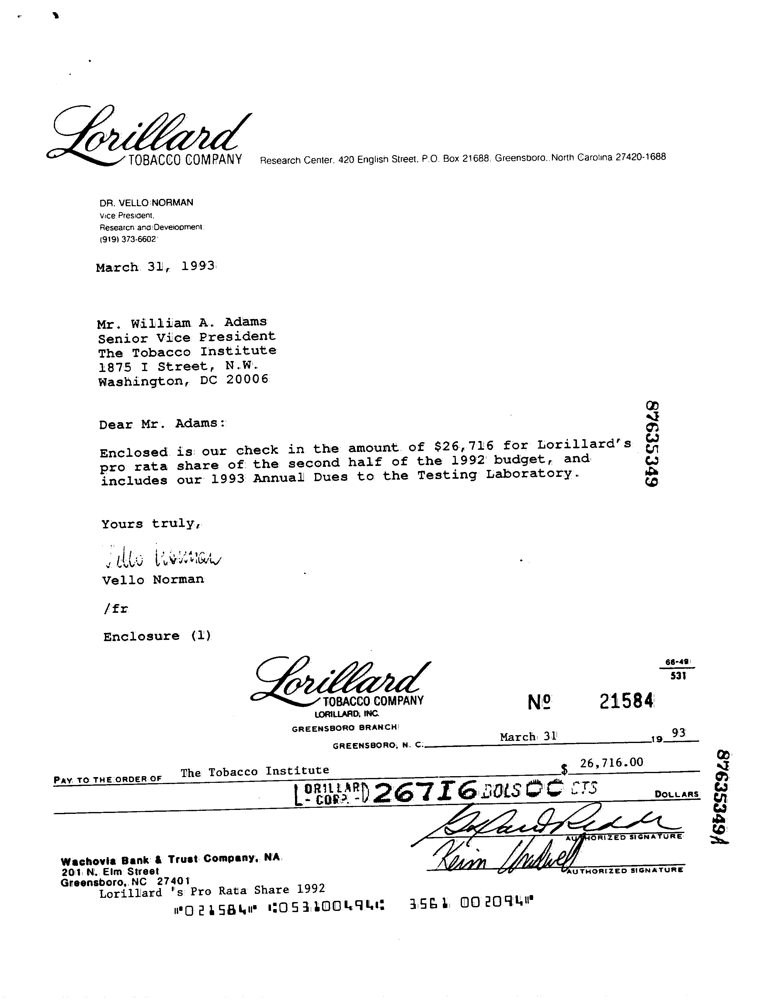 Lorillard
TOBACCO COMPANY
Research Center, 420 English Street, P.O. Box 21688, Greensboro, North Carolina 27420-1688
DR. VELLO NORMAN
Vice President,
Research and Development
(919) 373-6602
March 31, 1993
Mr. William A. Adams
Senior Vice President
The Tobacco Institute
1875 I Street, N.W.
Washington, DC 20006
Dear Mr. Adams:
Enclosed is our check in the amount of $26,716 for Lorillard's
pro rata share of the second half of the 1992 budget, and
includes our 1993 Annual Dues to the Testing Laboratory.
87635349
Yours truly,
Vello Norman
Vello Norman
/fr
Enclosure (1)
Lorillard
TOBACCO COMPANY
LORILLARD, INC.
GREENSBORO BRANCH
GREENSBORO, N. C.
66-49
531
Nº 21584
March 31 19 93
PAY TO THE ORDER OF The Tobacco Institute $ 26,716.00
LORILLARD CORP. 26716 DOLS 00 CTS DOLLARS
87635349A
AUTHORIZED SIGNATURE
AUTHORIZED SIGNATURE
Wachovia Bank & Trust Company, NA
201 N. Elm Street
Greensboro, NC 27401
Lorillard 's Pro Rata Share 1992
⑈021584⑈ ⑆053100494⑆ 3561 002094⑈